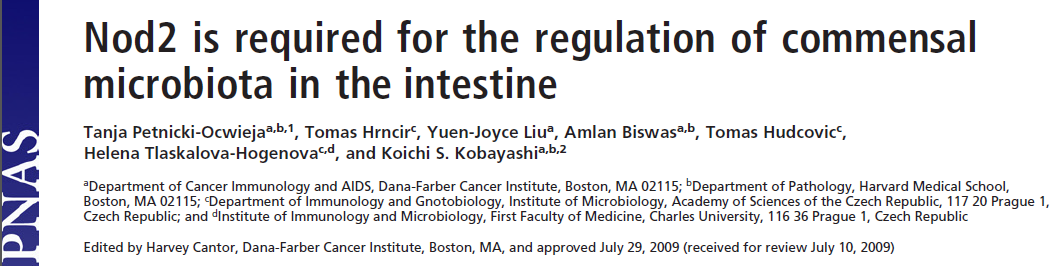 Nod2 is required for the regulation of commensal
microbiota in the intestine
Tanja Petnicki-Ocwiejaa,b,1, Tomas Hrncirc, Yuen-Joyce Liua, Amlan Biswasa,b, Tomas Hudcovicc,
Helena Tlaskalova-Hogenovac,d, and Koichi S. Kobayashia,b,2
aDepartment of Cancer Immunology and AIDS, Dana-Farber Cancer Institute, Boston, MA 02115; bDepartment of Pathology, Harvard Medical School,
Boston, MA 02115; cDepartment of Immunology and Gnotobiology, Institute of Microbiology, Academy of Sciences of the Czech Republic, 117 20 Prague 1,
Czech Republic; and dInstitute of Immunology and Microbiology, First Faculty of Medicine, Charles University, 116 36 Prague 1, Czech Republic
Edited by Harvey Cantor, Dana-Farber Cancer Institute, Boston, MA, and approved July 29, 2009 (received for review July 10, 2009)
PNAS